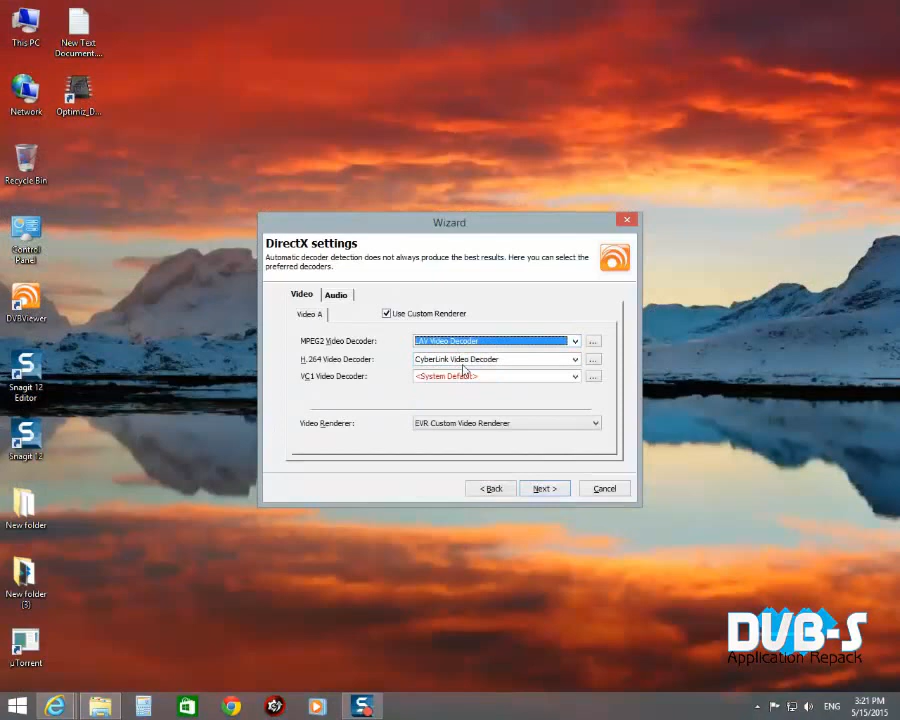 This PC
New Text
Document....
Network
Optimiz_D...
Recycle Bin
Control
Panel
DVBViewer
Snagit 12
Editor
Snagit 12
New folder
New folder
(3)
uTorrent
Wizard
DirectX settings
Automatic decoder detection does not always produce the best results. Here you can select the
preferred decoders.
Video
Audio
Video A
Use Custom Renderer
MPEG2 Video Decoder:
LAV Video Decoder
...
H.264 Video Decoder:
CyberLink Video Decoder
...
VC1 Video Decoder:
<System Default>
...
Video Renderer:
EVR Custom Video Renderer
< Back
Next >
Cancel
DVB-S
Application Repack
ENG
3:21 PM
5/15/2015